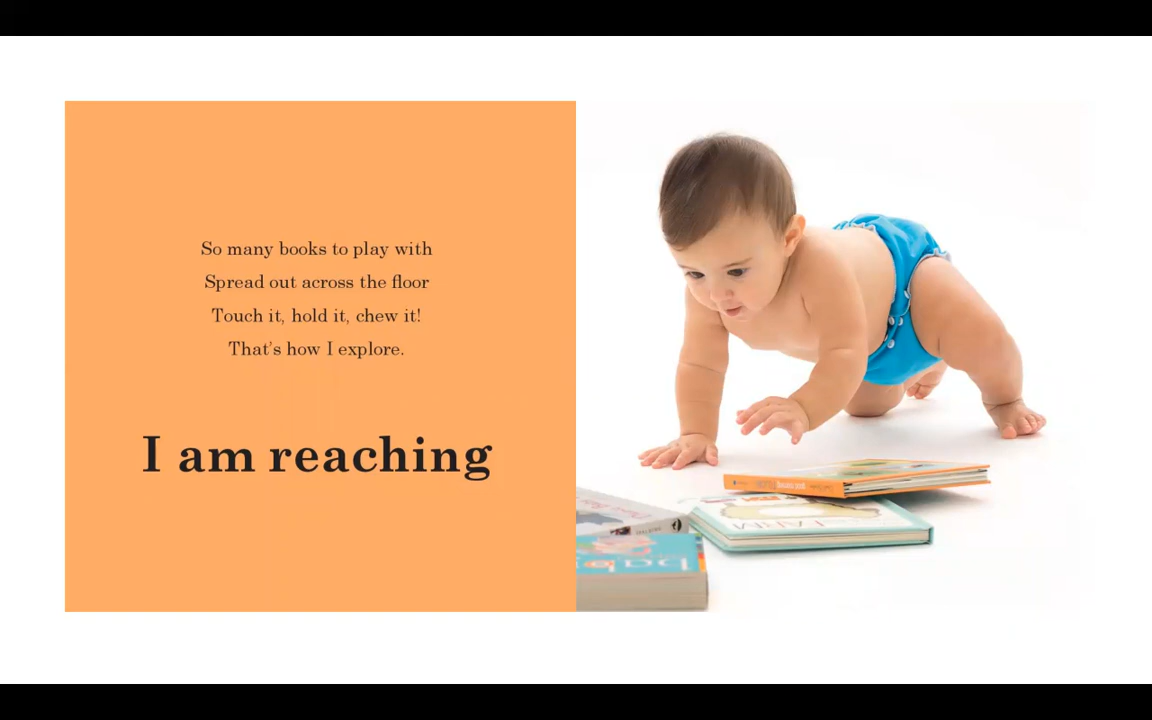 So many books to play with
Spread out across the floor
Touch it, hold it, chew it!
That's how I explore.
I am reaching
FARM